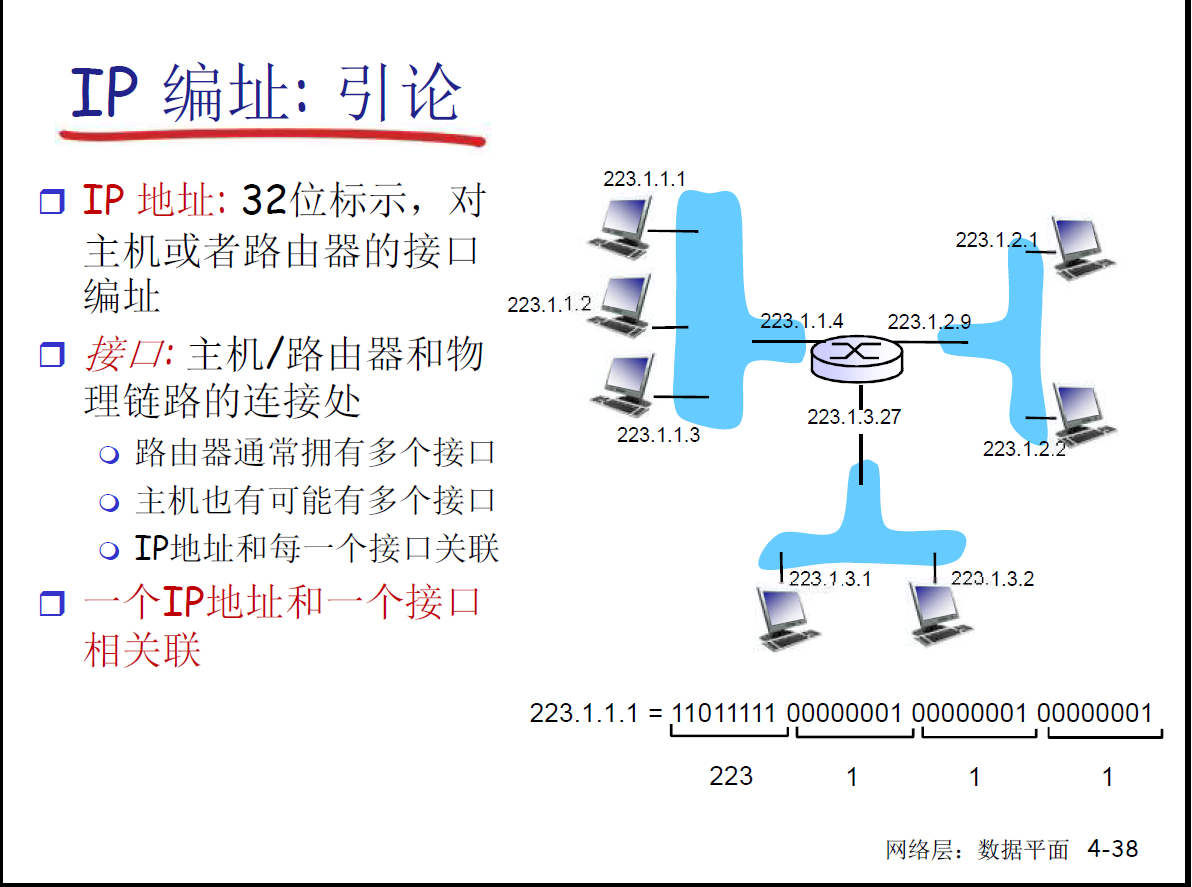 IP 编址: 引论
IP 地址: 32位标示，对
主机或者路由器的接口
编址
接口: 主机/路由器和物
理链路的连接处
路由器通常拥有多个接口
主机也有可能有多个接口
IP地址和每一个接口关联
一个IP地址和一个接口
相关联
223.1.1.1
223.1.1.2
223.1.1.3
223.1.1.4
223.1.2.9
223.1.2.1
223.1.2.2
223.1.3.27
223.1.3.1
223.1.3.2
223.1.1.1 = 11011111 00000001 00000001 00000001
223 1 1 1
网络层：数据平面 4-38